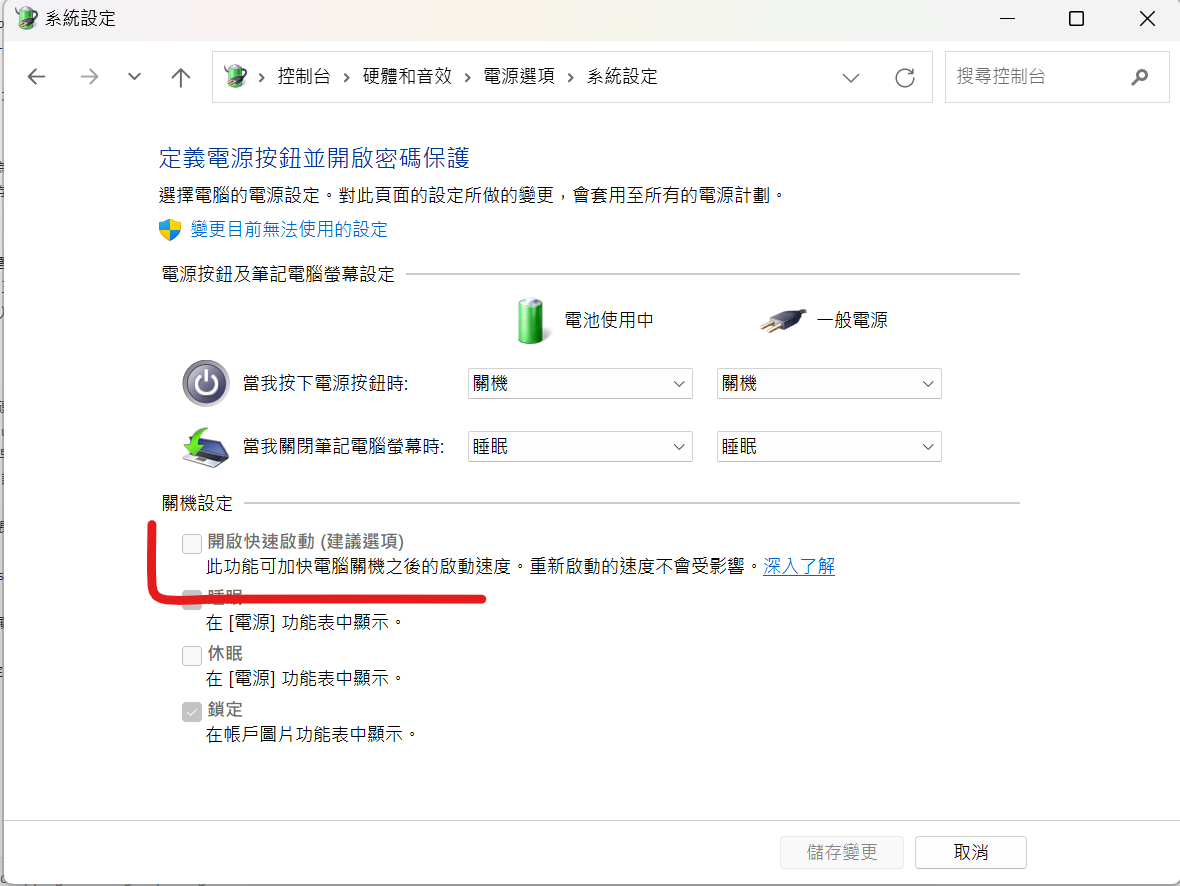 系統設定
控制台 › 硬體和音效 › 電源選項 › 系統設定
搜尋控制台
定義電源按鈕並開啟密碼保護
選擇電腦的電源設定。對此頁面的設定所做的變更，會套用至所有的電源計劃。
變更目前無法使用的設定
電源按鈕及筆記電腦螢幕設定
電池使用中 一般電源
當我按下電源按鈕時: 關機 關機
當我關閉筆記電腦螢幕時: 睡眠 睡眠
關機設定
開啟快速啟動 (建議選項)
此功能可加快電腦關機之後的啟動速度。重新啟動的速度不會受影響。深入了解
睡眠
在 [電源] 功能表中顯示。
休眠
在 [電源] 功能表中顯示。
鎖定
在帳戶圖片功能表中顯示。
儲存變更 取消